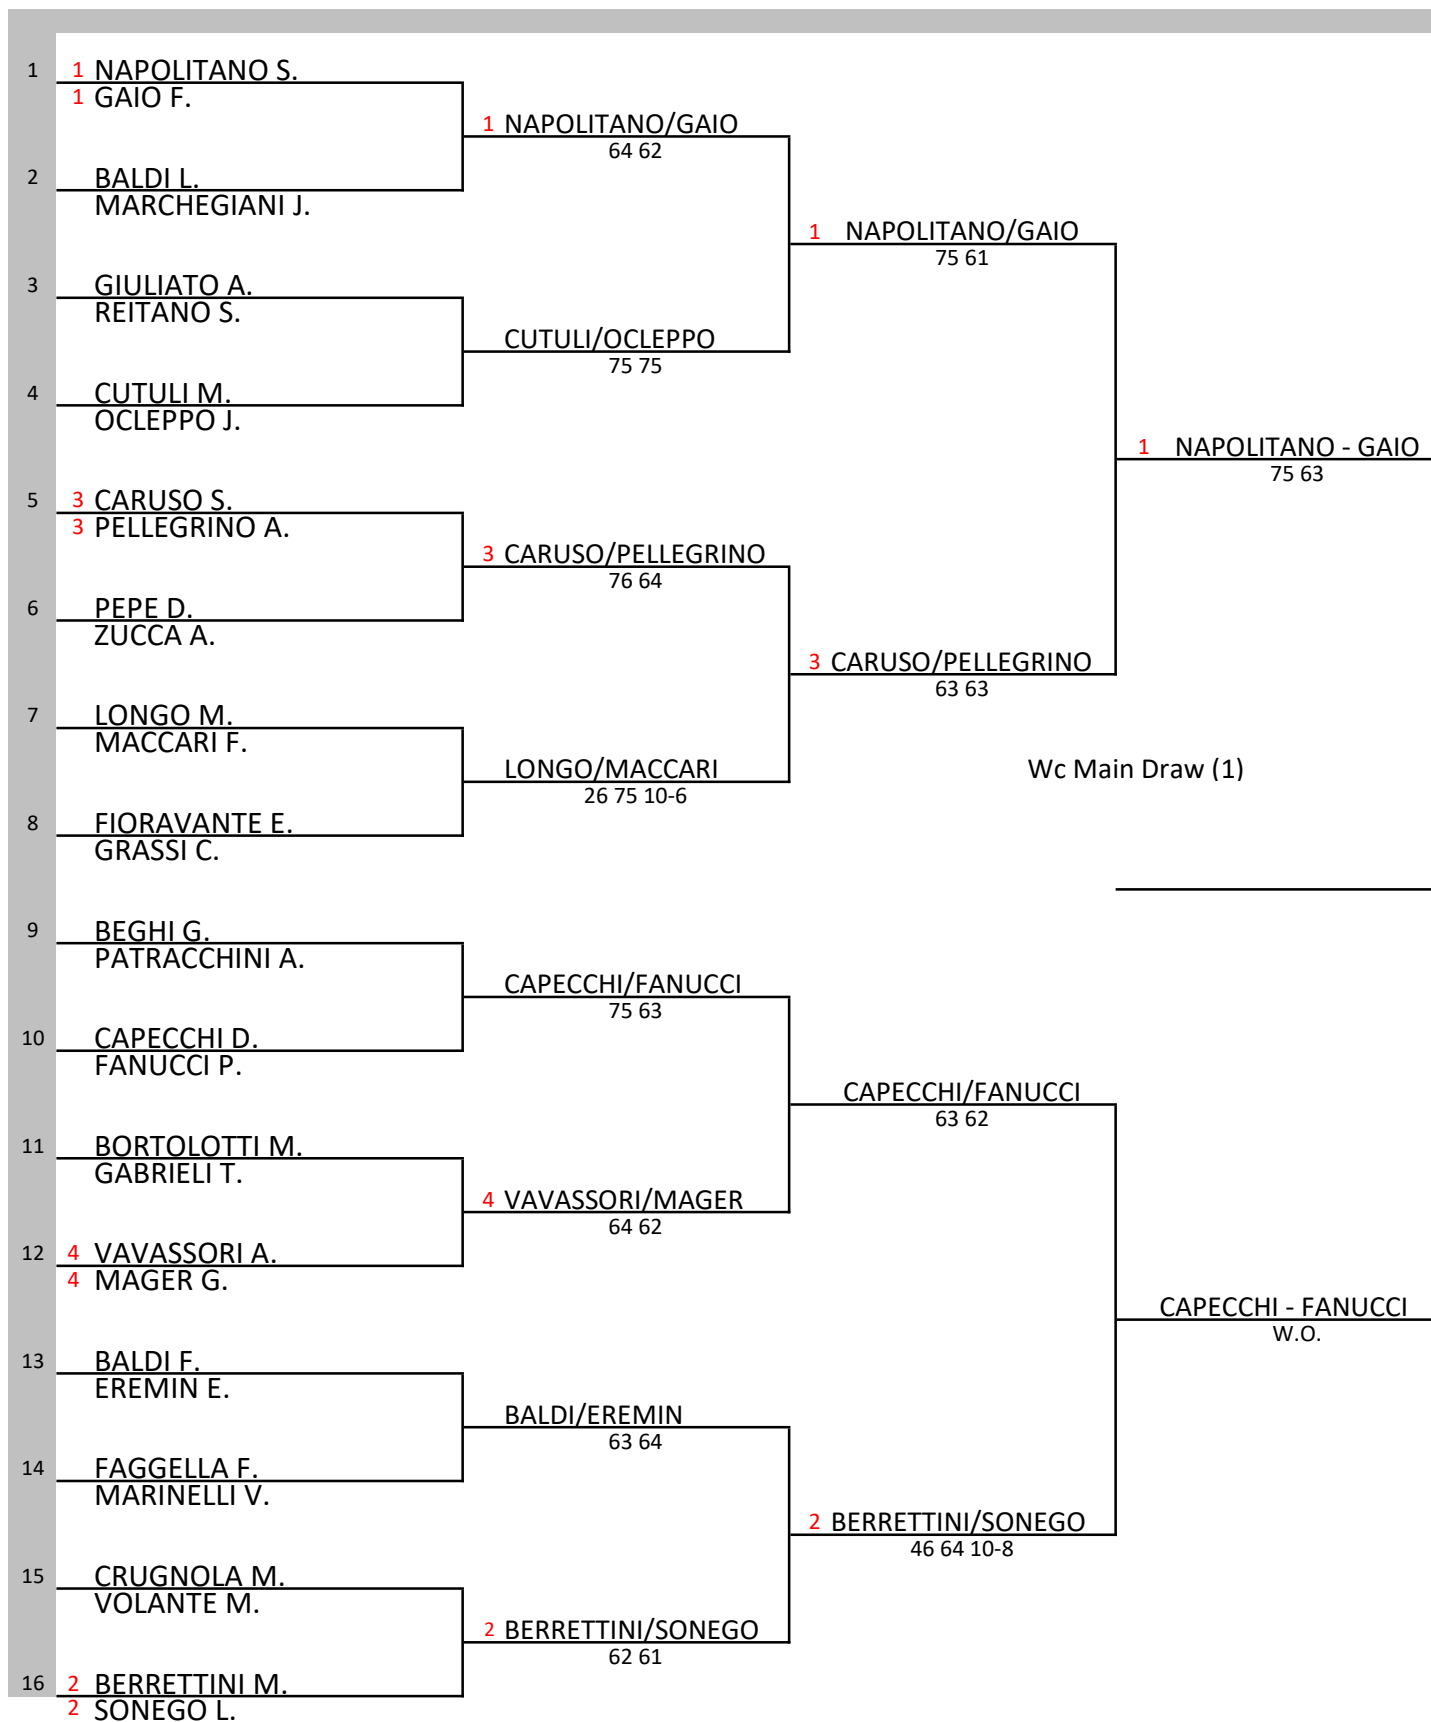 1 1 NAPOLITANO S.
1 GAIO F.
1 NAPOLITANO/GAIO
64 62
2 BALDI L.
MARCHEGIANI J.
1 NAPOLITANO/GAIO
75 61
3 GIULIATO A.
REITANO S.
CUTULI/OCLEPPO
75 75
4 CUTULI M.
OCLEPPO J.
1 NAPOLITANO - GAIO
75 63
5 3 CARUSO S.
3 PELLEGRINO A.
3 CARUSO/PELLEGRINO
76 64
6 PEPE D.
ZUCCA A.
3 CARUSO/PELLEGRINO
63 63
7 LONGO M.
MACCARI F.
LONGO/MACCARI
26 75 10-6
Wc Main Draw (1)
8 FIORAVANTE E.
GRASSI C.
9 BEGHI G.
PATRACCHINI A.
CAPECCHI/FANUCCI
75 63
10 CAPECCHI D.
FANUCCI P.
CAPECCHI/FANUCCI
63 62
11 BORTOLOTTI M.
GABRIELI T.
4 VAVASSORI/MAGER
64 62
12 4 VAVASSORI A.
4 MAGER G.
CAPECCHI - FANUCCI
W.O.
13 BALDI F.
EREMIN E.
BALDI/EREMIN
63 64
14 FAGGELLA F.
MARINELLI V.
2 BERRETTINI/SONEGO
46 64 10-8
15 CRUGNOLA M.
VOLANTE M.
2 BERRETTINI/SONEGO
62 61
16 2 BERRETTINI M.
2 SONEGO L.